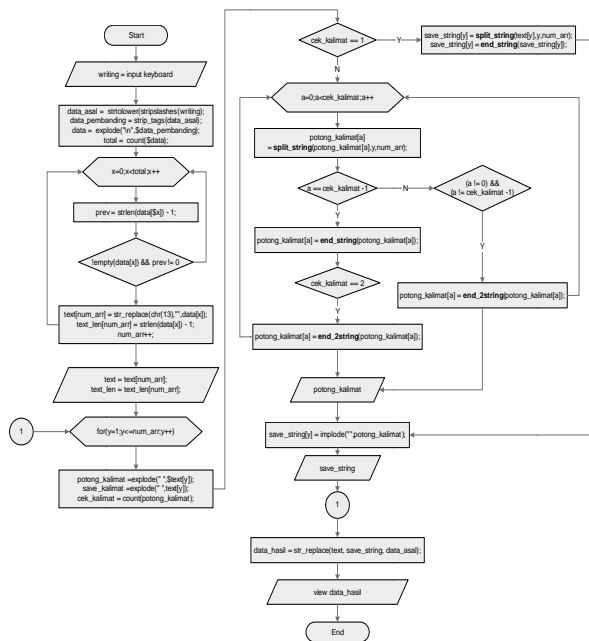 Start
writing = input keyboard
data_asal = strtolower(stripslashes(writing);
data_pembanding = strip_tags(data_asal);
data = explode("\n",$data_pembanding);
total = count($data);
x=0;x<total;x++
prev = strlen(data[$x]) - 1;
!empty(data[x]) && prev != 0
text[num_arr] = str_replace(chr(13),"",data[x]);
text_len[num_arr] = strlen(data[x]) - 1;
num_arr++;
text = text[num_arr];
text_len = text_len[num_arr];
1
for(y=1;y<=num_arr;y++)
potong_kalimat =explode(" ",$text[y]);
save_kalimat =explode(" ",text[y]);
cek_kalimat = count(potong_kalimat);
cek_kalimat == 1
Y
save_string[y] = split_string(text[y],y,num_arr);
save_string[y] = end_string(save_string[y]);
N
a=0;a<cek_kalimat;a++
potong_kalimat[a]
= split_string(potong_kalimat[a],y,num_arr);
a == cek_kalimat -1
N
(a != 0) &&
(a != cek_kalimat -1)
Y
Y
potong_kalimat[a] = end_string(potong_kalimat[a]);
cek_kalimat == 2
potong_kalimat[a] = end_2string(potong_kalimat[a]);
Y
potong_kalimat[a] = end_2string(potong_kalimat[a]);
potong_kalimat
save_string[y] = implode("",potong_kalimat);
save_string
1
data_hasil = str_replace(text, save_string, data_asal);
view data_hasil
End